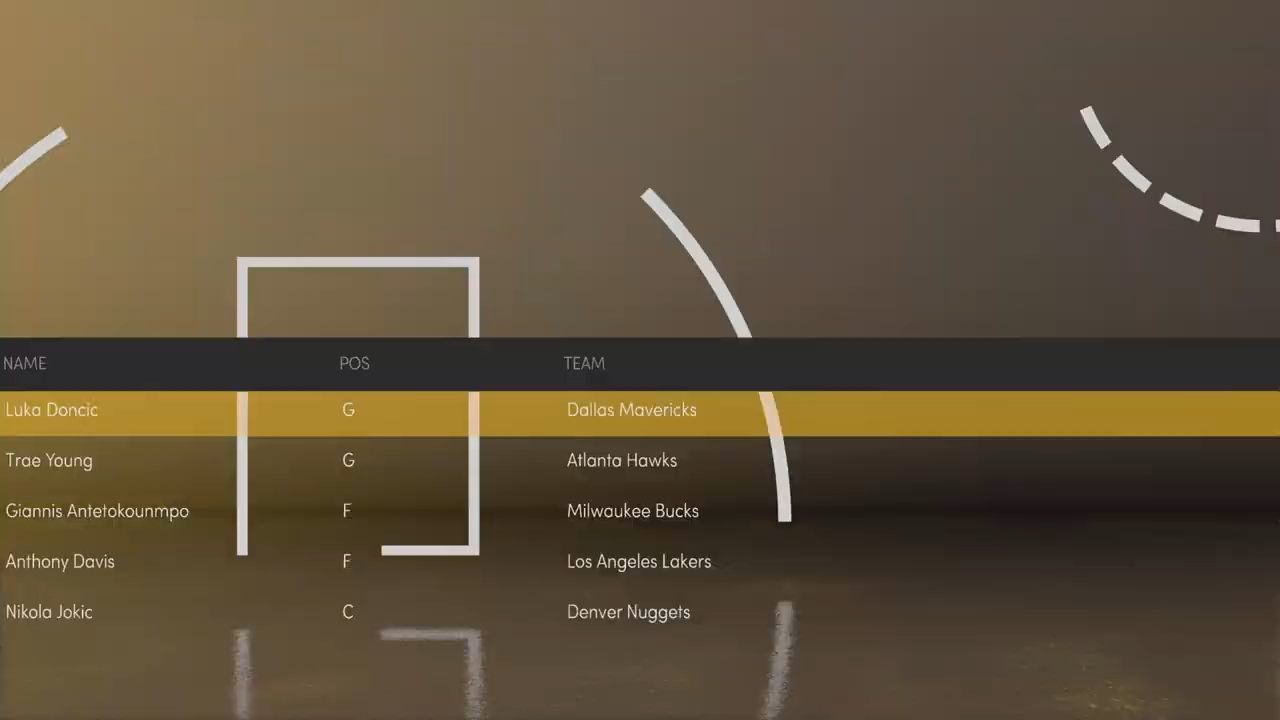 NAME POS TEAM
Luka Doncic G Dallas Mavericks
Trae Young G Atlanta Hawks
Giannis Antetokounmpo F Milwaukee Bucks
Anthony Davis F Los Angeles Lakers
Nikola Jokic C Denver Nuggets